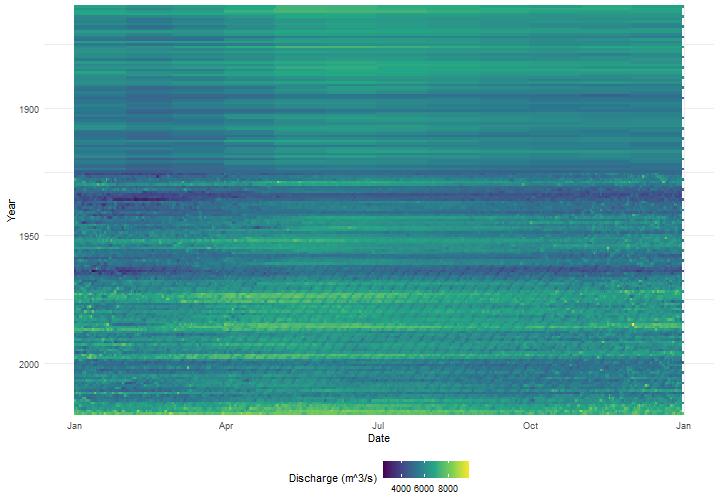 1900
1950
2000
Year
Jan Apr Jul Oct Jan
Date
Discharge (m^3/s)
4000 6000 8000